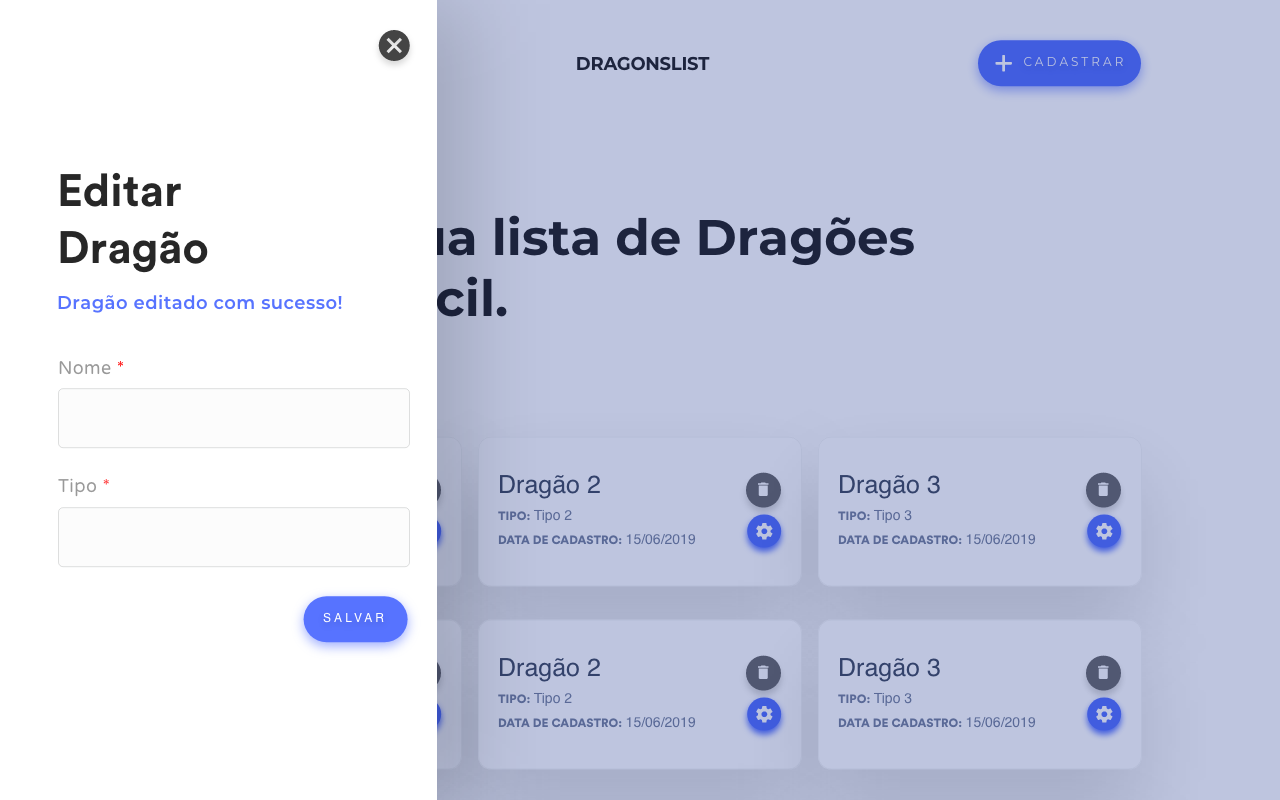 Editar
Dragão
Dragão editado com sucesso!
Nome *
Tipo *
SALVAR
DRAGONSLIST
CADASTRAR
lista de Dragões
Dragão 2
TIPO: Tipo 2
DATA DE CADASTRO: 15/06/2019
Dragão 3
TIPO: Tipo 3
DATA DE CADASTRO: 15/06/2019
Dragão 2
TIPO: Tipo 2
DATA DE CADASTRO: 15/06/2019
Dragão 3
TIPO: Tipo 3
DATA DE CADASTRO: 15/06/2019